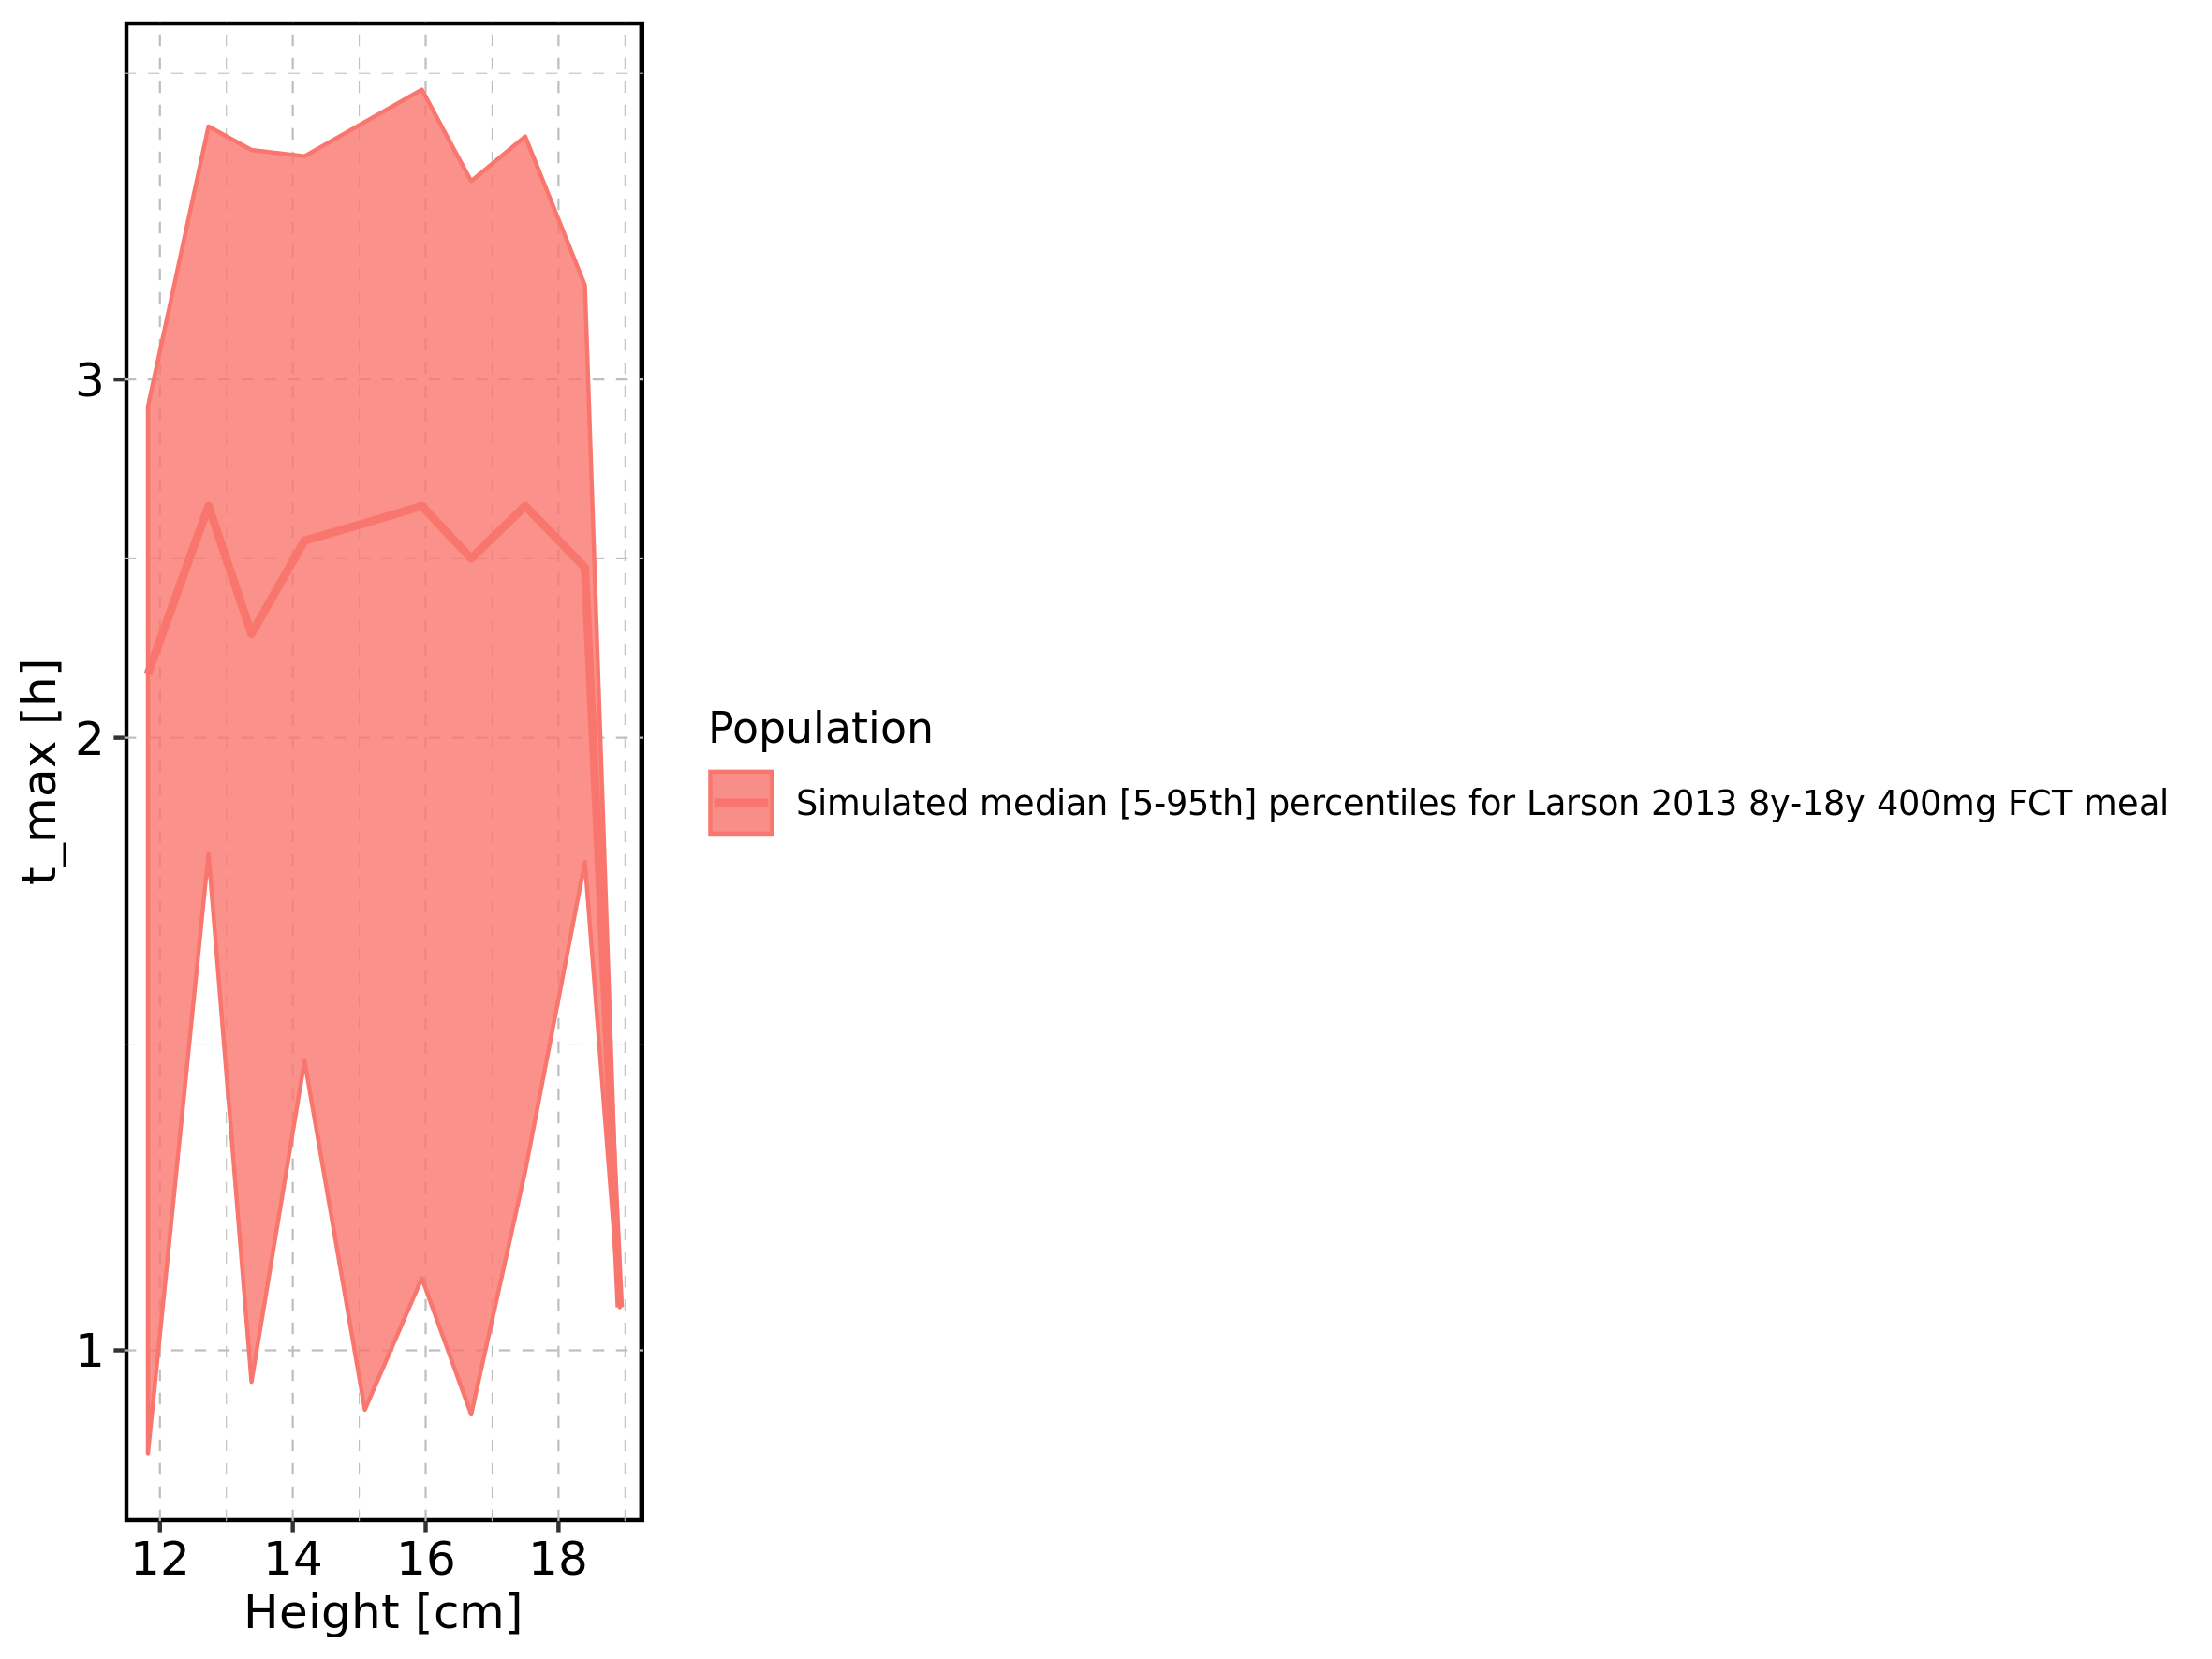 3
2
1
t_max [h]
12 14 16 18
Height [cm]
Population
Simulated median [5-95th] percentiles for Larson 2013 8y-18y 400mg FCT meal